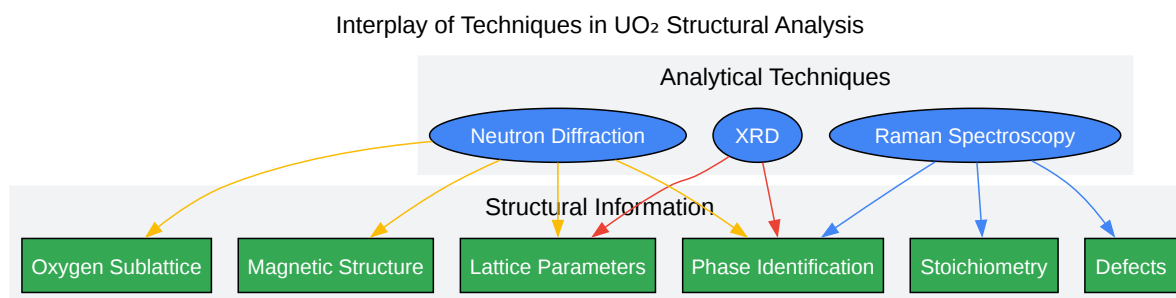 Interplay of Techniques in UO₂ Structural Analysis
Analytical Techniques
Neutron Diffraction
XRD
Raman Spectroscopy
Structural Information
Oxygen Sublattice
Magnetic Structure
Lattice Parameters
Phase Identification
Stoichiometry
Defects